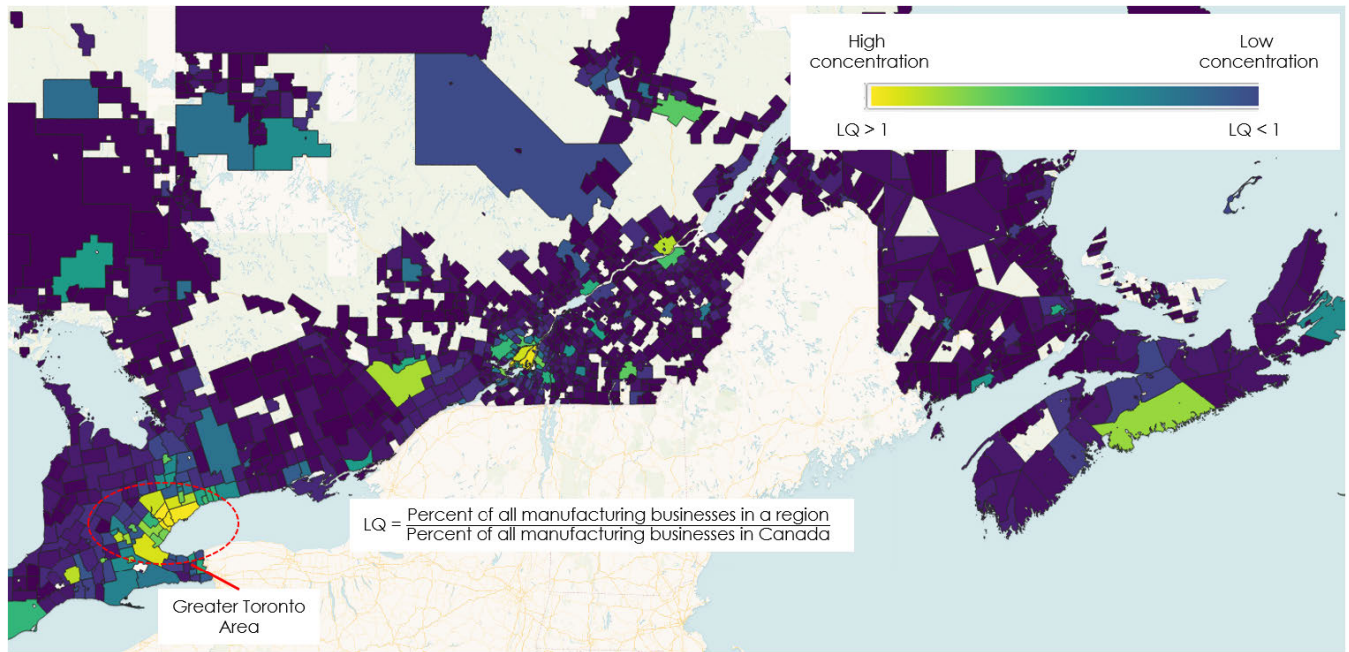 High
concentration
Low
concentration
LQ > 1
LQ < 1
LQ = Percent of all manufacturing businesses in a region
Percent of all manufacturing businesses in Canada
Greater Toronto
Area